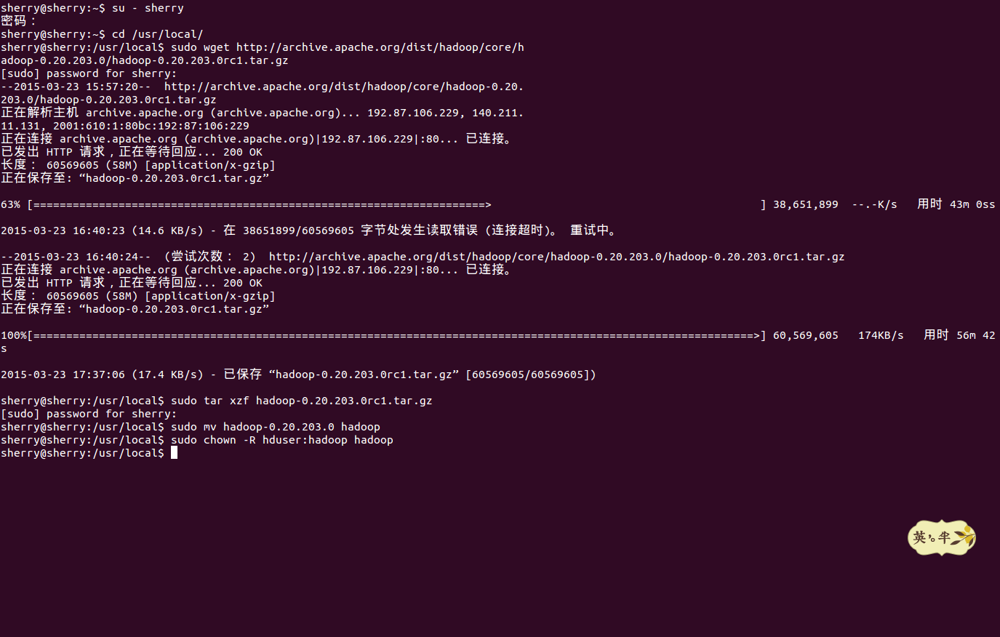 sherry@sherry:~$ su - sherry
密码：
sherry@sherry:~$ cd /usr/local/
sherry@sherry:/usr/local$ sudo wget http://archive.apache.org/dist/hadoop/core/h
adoop-0.20.203.0/hadoop-0.20.203.0rc1.tar.gz
[sudo] password for sherry:
--2015-03-23 15:57:20--  http://archive.apache.org/dist/hadoop/core/hadoop-0.20.
203.0/hadoop-0.20.203.0rc1.tar.gz
正在解析主机 archive.apache.org (archive.apache.org)... 192.87.106.229, 140.211.
11.131, 2001:610:1:80bc:192:87:106:229
正在连接 archive.apache.org (archive.apache.org)|192.87.106.229|:80... 已连接。
已发出 HTTP 请求，正在等待回应... 200 OK
长度： 60569605 (58M) [application/x-gzip]
正在保存至: “hadoop-0.20.203.0rc1.tar.gz”
63% [=====================================================================> ] 38,651,899  --.-K/s   用时 43m 0ss
2015-03-23 16:40:23 (14.6 KB/s) - 在 38651899/60569605 字节处发生读取错误 (连接超时)。 重试中。
--2015-03-23 16:40:24--  (尝试次数： 2)  http://archive.apache.org/dist/hadoop/core/hadoop-0.20.203.0/hadoop-0.20.203.0rc1.tar.gz
正在连接 archive.apache.org (archive.apache.org)|192.87.106.229|:80... 已连接。
已发出 HTTP 请求，正在等待回应... 200 OK
长度： 60569605 (58M) [application/x-gzip]
正在保存至: “hadoop-0.20.203.0rc1.tar.gz”
100%[==============================================================================================================>] 60,569,605   174KB/s   用时 56m 42
s
2015-03-23 17:37:06 (17.4 KB/s) - 已保存 “hadoop-0.20.203.0rc1.tar.gz” [60569605/60569605])
sherry@sherry:/usr/local$ sudo tar xzf hadoop-0.20.203.0rc1.tar.gz
[sudo] password for sherry:
sherry@sherry:/usr/local$ sudo mv hadoop-0.20.203.0 hadoop
sherry@sherry:/usr/local$ sudo chown -R hduser:hadoop hadoop
sherry@sherry:/usr/local$
英 半